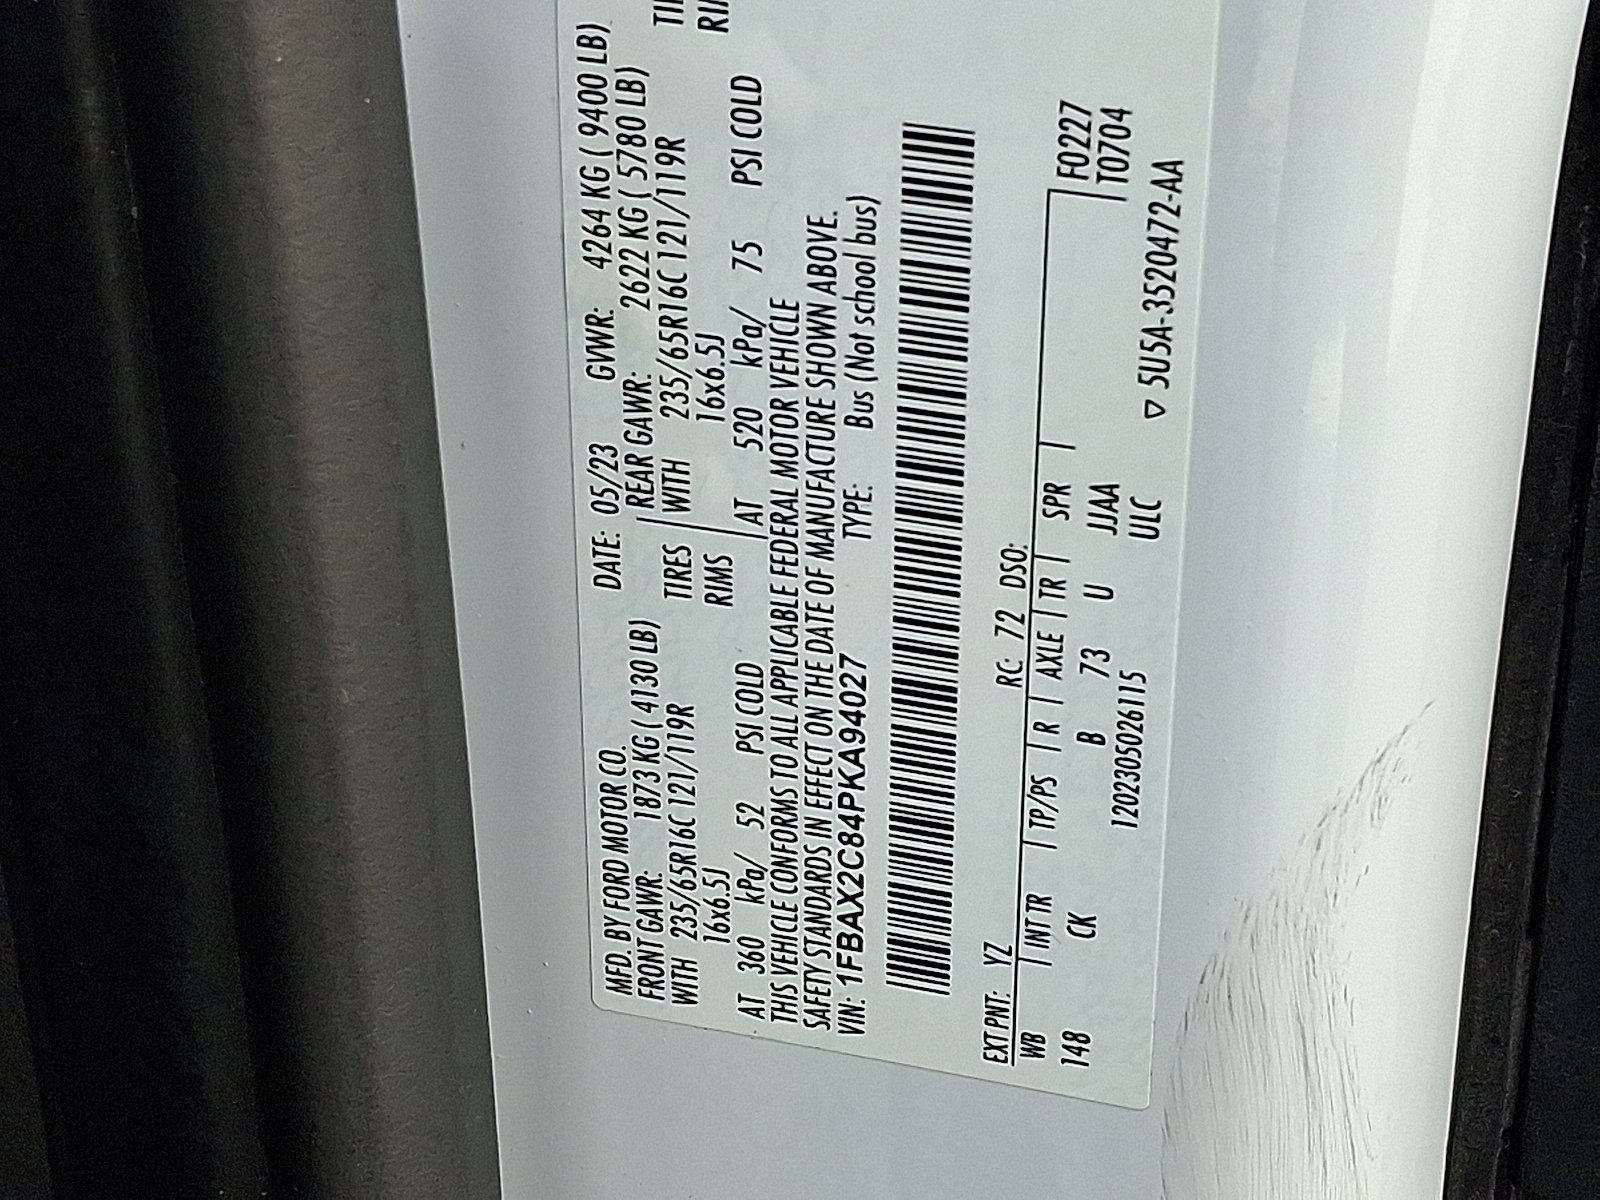 MFD. BY FORD MOTOR CO.
DATE: 05/23 GVWR: 4264 KG ( 9400 LB)
FRONT GAWR: 1873 KG ( 4130 LB) REAR GAWR: 2622 KG ( 5780 LB)
WITH 235/65R16C 121/119R TIRES WITH 235/65R16C 121/119R TI
16x6.5J RIMS 16x6.5J RI
AT 360 kPa/ 52 PSI COLD AT 520 kPa/ 75 PSI COLD
THIS VEHICLE CONFORMS TO ALL APPLICABLE FEDERAL MOTOR VEHICLE
SAFETY STANDARDS IN EFFECT ON THE DATE OF MANUFACTURE SHOWN ABOVE.
VIN: 1FBAX2C84PKA94027 TYPE: Bus (Not school bus)
EXT PNT: YZ RC: 72 DSO:
WB | INT TR | TP/PS | R | AXLE | TR | SPR | F0227
148 CK B 73 U JJAA T0704
1202305026115 ULC
▽ 5U5A-3520472-AA